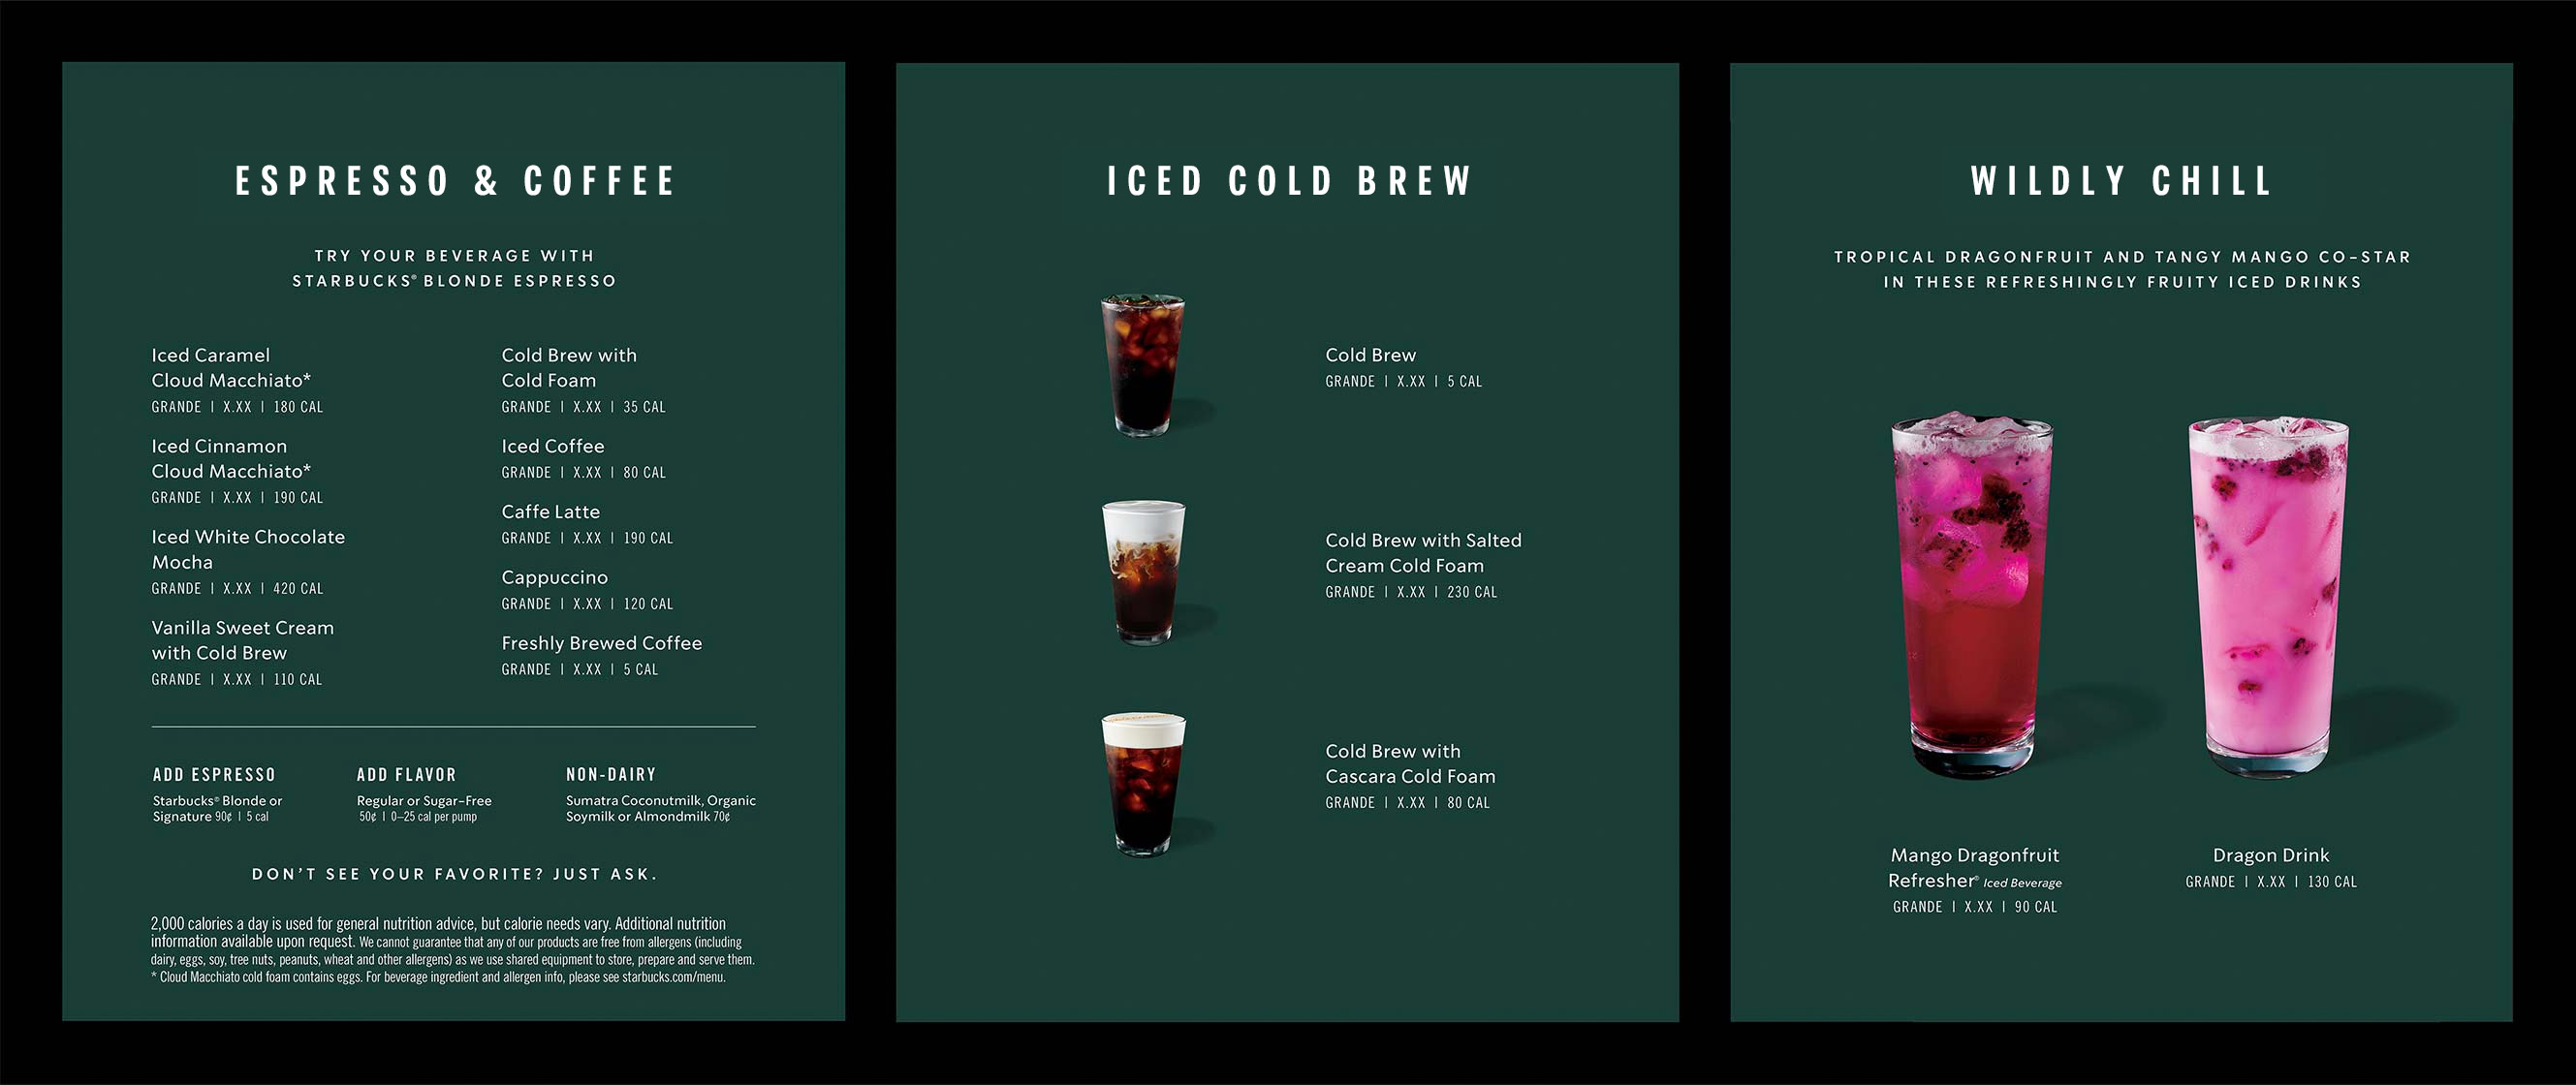 ESPRESSO & COFFEE
TRY YOUR BEVERAGE WITH
STARBUCKS® BLONDE ESPRESSO
Iced Caramel
Cloud Macchiato*
GRANDE | X.XX | 180 CAL
Iced Cinnamon
Cloud Macchiato*
GRANDE | X.XX | 190 CAL
Iced White Chocolate
Mocha
GRANDE | X.XX | 420 CAL
Vanilla Sweet Cream
with Cold Brew
GRANDE | X.XX | 110 CAL
Cold Brew with
Cold Foam
GRANDE | X.XX | 35 CAL
Iced Coffee
GRANDE | X.XX | 80 CAL
Caffe Latte
GRANDE | X.XX | 190 CAL
Cappuccino
GRANDE | X.XX | 120 CAL
Freshly Brewed Coffee
GRANDE | X.XX | 5 CAL
ADD ESPRESSO
Starbucks® Blonde or
Signature 90¢ | 5 cal
ADD FLAVOR
Regular or Sugar-Free
50¢ | 0–25 cal per pump
NON-DAIRY
Sumatra Coconutmilk, Organic
Soymilk or Almondmilk 70¢
DON'T SEE YOUR FAVORITE? JUST ASK.
2,000 calories a day is used for general nutrition advice, but calorie needs vary. Additional nutrition
information available upon request. We cannot guarantee that any of our products are free from allergens (including
dairy, eggs, soy, tree nuts, peanuts, wheat and other allergens) as we use shared equipment to store, prepare and serve them.
* Cloud Macchiato cold foam contains eggs. For beverage ingredient and allergen info, please see starbucks.com/menu.
ICED COLD BREW
Cold Brew
GRANDE | X.XX | 5 CAL
Cold Brew with Salted
Cream Cold Foam
GRANDE | X.XX | 230 CAL
Cold Brew with
Cascara Cold Foam
GRANDE | X.XX | 80 CAL
WILDLY CHILL
TROPICAL DRAGONFRUIT AND TANGY MANGO CO-STAR
IN THESE REFRESHINGLY FRUITY ICED DRINKS
Mango Dragonfruit
Refresher® Iced Beverage
GRANDE | X.XX | 90 CAL
Dragon Drink
GRANDE | X.XX | 130 CAL